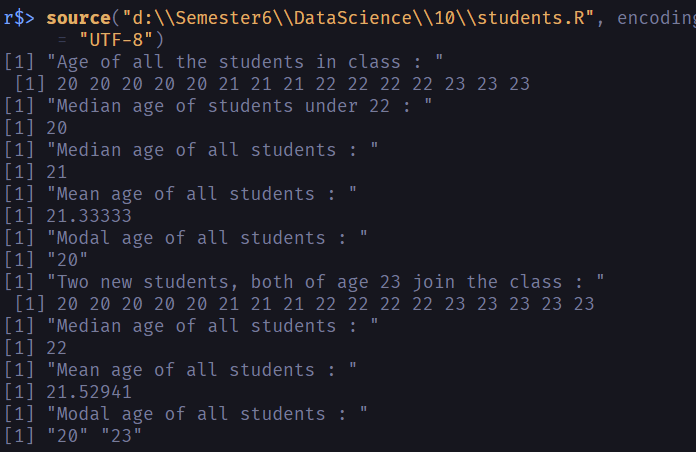 r$> source("d:\\Semester6\\DataScience\\10\\students.R", encoding
= "UTF-8")
[1] "Age of all the students in class : "
[1] 20 20 20 20 20 21 21 21 22 22 22 22 23 23 23
[1] "Median age of students under 22 : "
[1] 20
[1] "Median age of all students : "
[1] 21
[1] "Mean age of all students : "
[1] 21.33333
[1] "Modal age of all students : "
[1] "20"
[1] "Two new students, both of age 23 join the class : "
[1] 20 20 20 20 20 21 21 21 22 22 22 22 23 23 23 23 23
[1] "Median age of all students : "
[1] 22
[1] "Mean age of all students : "
[1] 21.52941
[1] "Modal age of all students : "
[1] "20" "23"